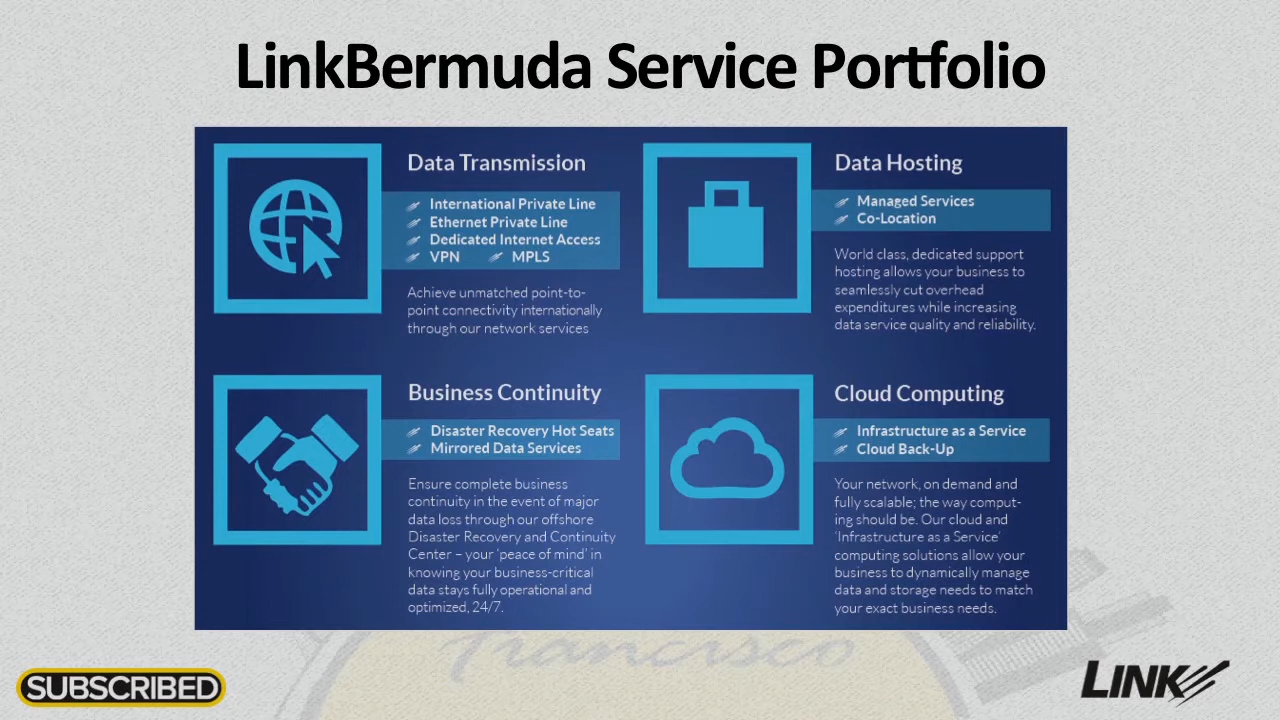 LinkBermuda Service Portfolio
Data Transmission
International Private Line
Ethernet Private Line
Dedicated Internet Access
VPN MPLS
Achieve unmatched point-to-
point connectivity internationally
through our network services
Data Hosting
Managed Services
Co-Location
World class, dedicated support
hosting allows your business to
seamlessly cut overhead
expenditures while increasing
data service quality and reliability.
Business Continuity
Disaster Recovery Hot Seats
Mirrored Data Services
Ensure complete business
continuity in the event of major
data loss through our offshore
Disaster Recovery and Continuity
Center – your 'peace of mind' in
knowing your business-critical
data stays fully operational and
optimized, 24/7.
Cloud Computing
Infrastructure as a Service
Cloud Back-Up
Your network, on demand and
fully scalable; the way comput-
ing should be. Our cloud and
'Infrastructure as a Service'
computing solutions allow your
business to dynamically manage
data and storage needs to match
your exact business needs.
Francisco
SUBSCRIBED
LINK